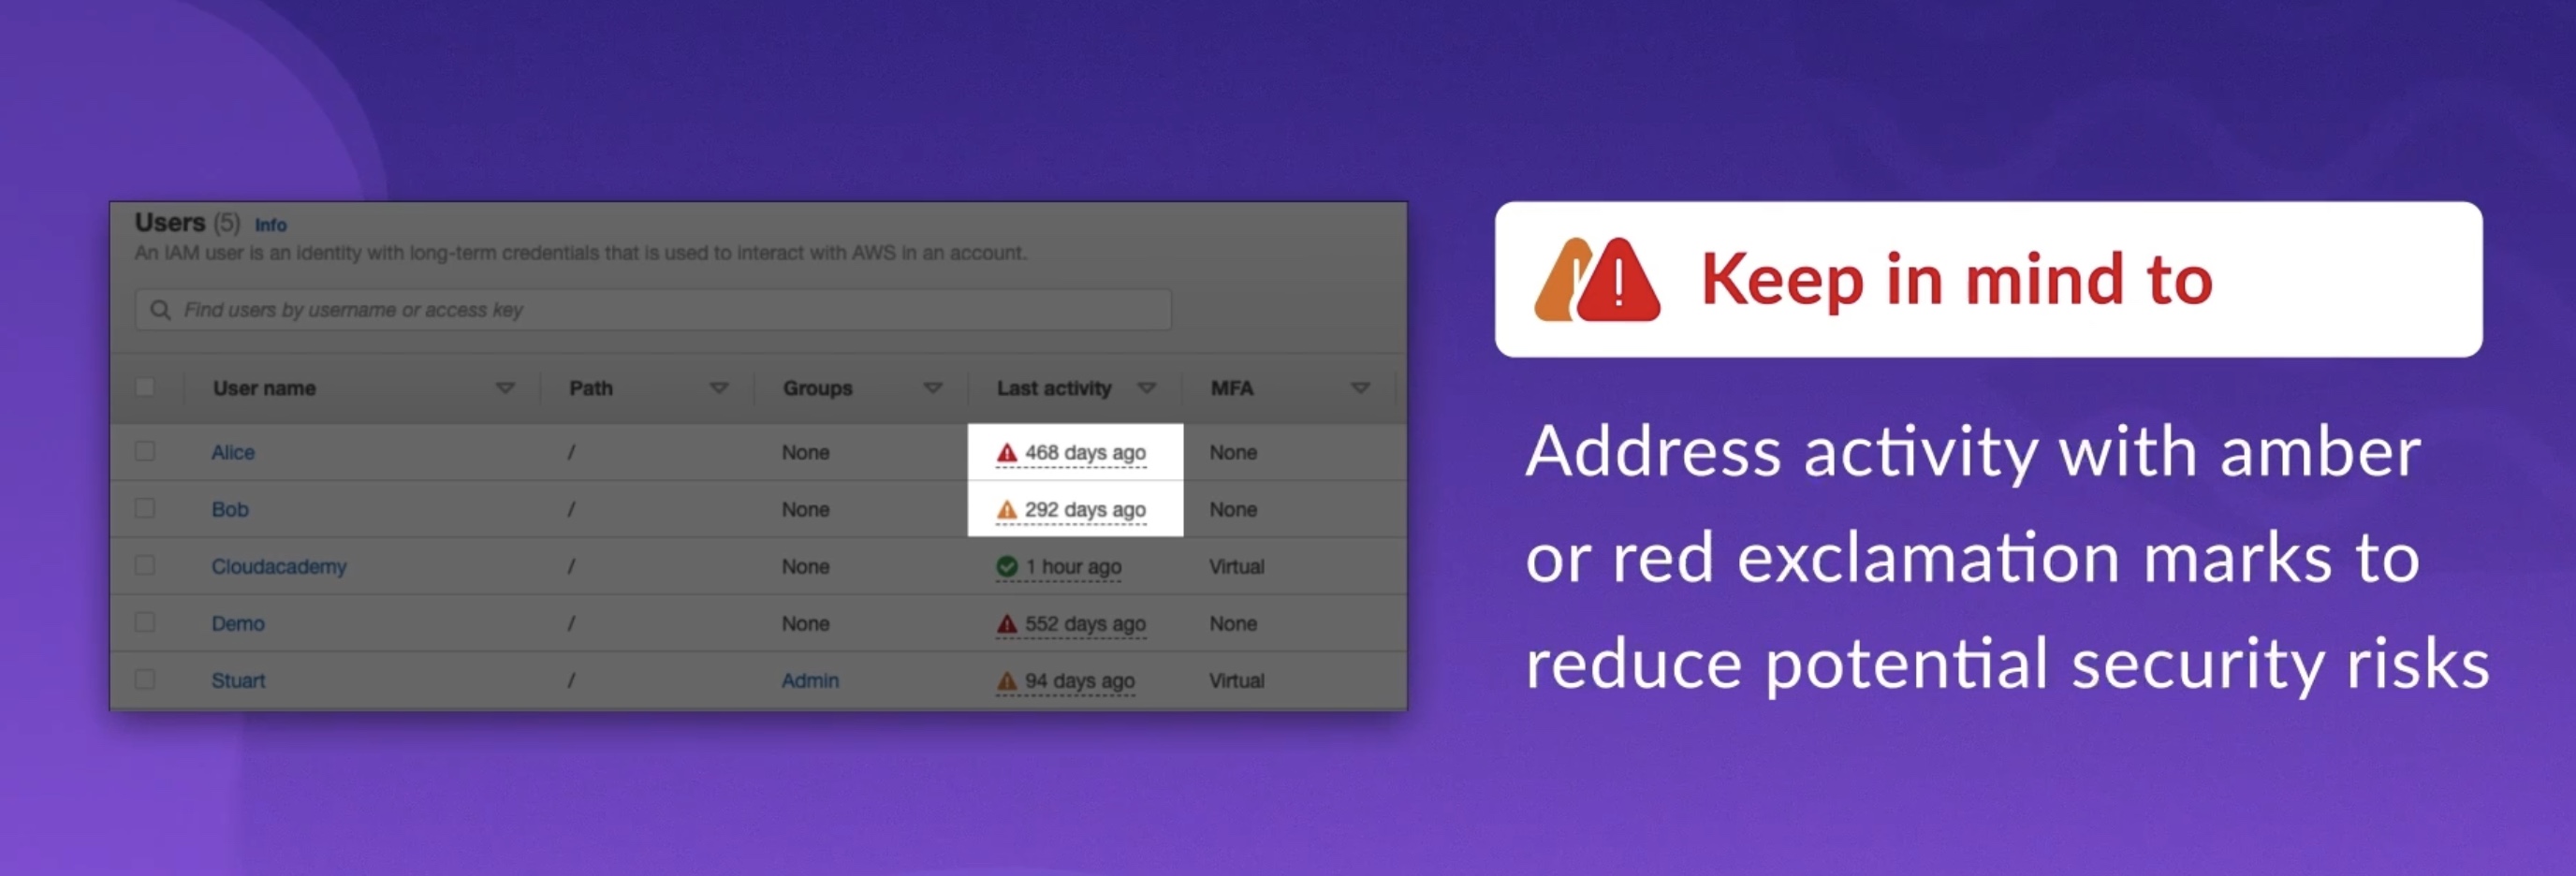 Users (5) Info
An IAM user is an identity with long-term credentials that is used to interact with AWS in an account.
Find users by username or access key
User name Path Groups Last activity MFA
Alice / None 468 days ago None
Bob / None 292 days ago None
Cloudacademy / None 1 hour ago Virtual
Demo / None 552 days ago None
Stuart / Admin 94 days ago Virtual
Keep in mind to
Address activity with amber
or red exclamation marks to
reduce potential security risks